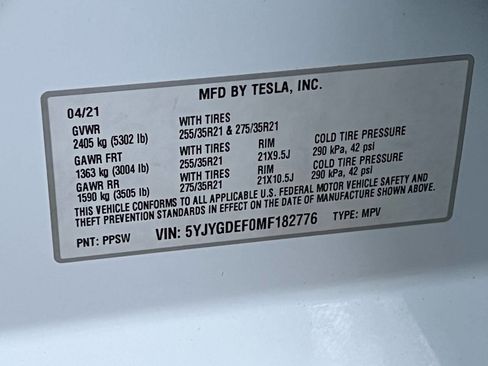 MFD BY TESLA, INC.
04/21
GVWR WITH TIRES
2405 kg (5302 lb) 255/35R21 & 275/35R21
GAWR FRT WITH TIRES RIM COLD TIRE PRESSURE
1363 kg (3004 lb) 255/35R21 21X9.5J 290 kPa, 42 psi
GAWR RR WITH TIRES RIM COLD TIRE PRESSURE
1590 kg (3505 lb) 275/35R21 21X10.5J 290 kPa, 42 psi
THIS VEHICLE CONFORMS TO ALL APPLICABLE U.S. FEDERAL MOTOR VEHICLE SAFETY AND
THEFT PREVENTION STANDARDS IN EFFECT ON THE DATE OF MANUFACTURE SHOWN ABOVE.
PNT: PPSW VIN: 5YJYGDEF0MF182776 TYPE: MPV